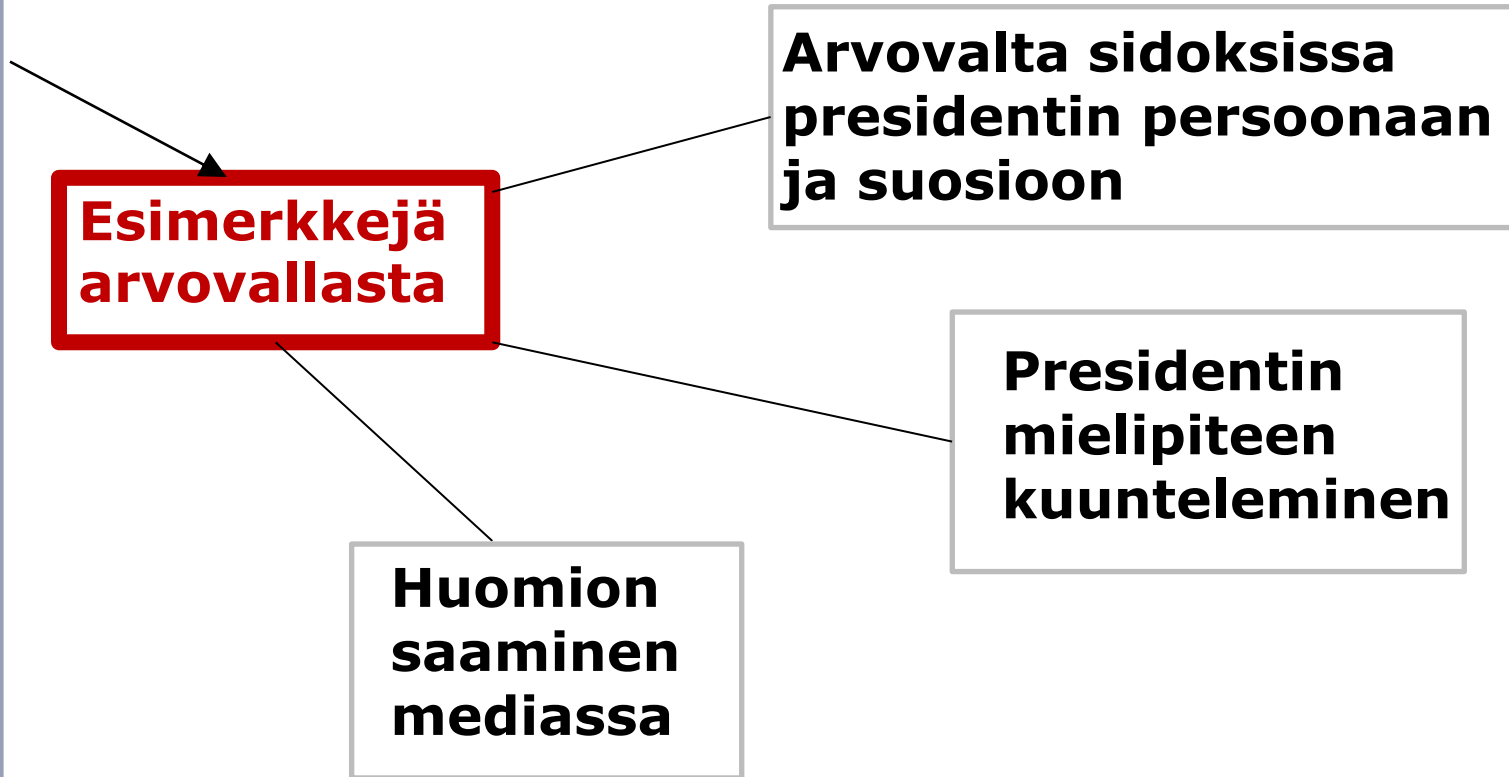 Arvovalta sidoksissa
presidentin persoonaan
ja suosioon
Esimerkkejä
arvovallasta
Presidentin
mielipiteen
kuunteleminen
Huomion
saaminen
mediassa